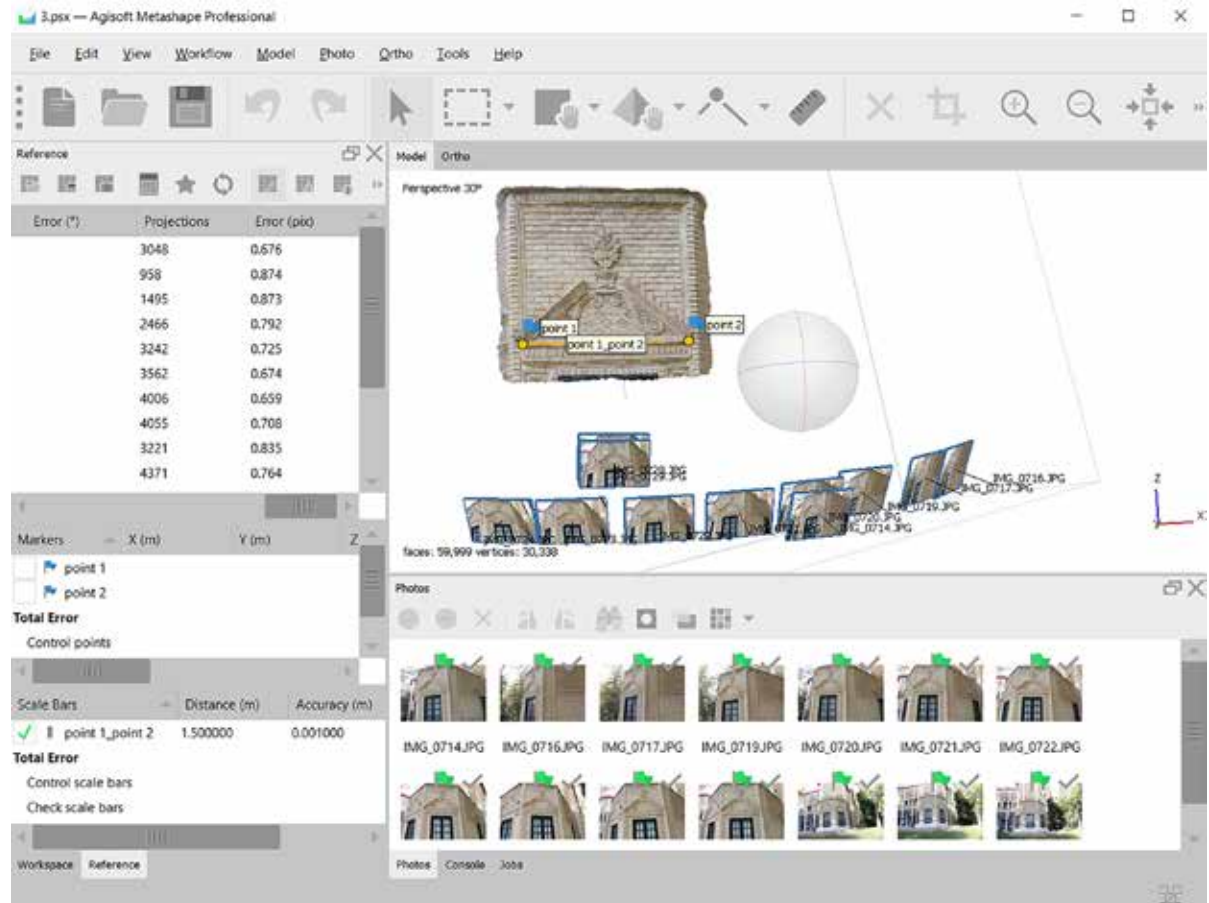 3.psx — Agisoft Metashape Professional
File Edit View Workflow Model Photo Ortho Tools Help
Reference
Error (°) Projections Error (pix)
3048 0.676
958 0.874
1495 0.873
2466 0.792
3242 0.725
3562 0.674
4006 0.659
4055 0.708
3221 0.835
4371 0.764
Markers X (m) Y (m) Z
point 1
point 2
Total Error
Control points
Scale Bars Distance (m) Accuracy (m)
point 1_point 2 1.500000 0.001000
Total Error
Control scale bars
Check scale bars
Workspace Reference
Model Ortho
Perspective 30°
point 1
point 2
point 1_point 2
IMG_0716.JPG
IMG_0717.JPG
IMG_0719.JPG
IMG_0720.JPG
IMG_0714.JPG
faces: 59,999 vertices: 30,338
Z
X
Photos
IMG_0714.JPG IMG_0716.JPG IMG_0717.JPG IMG_0719.JPG IMG_0720.JPG IMG_0721.JPG IMG_0722.JPG
Photos Console Jobs